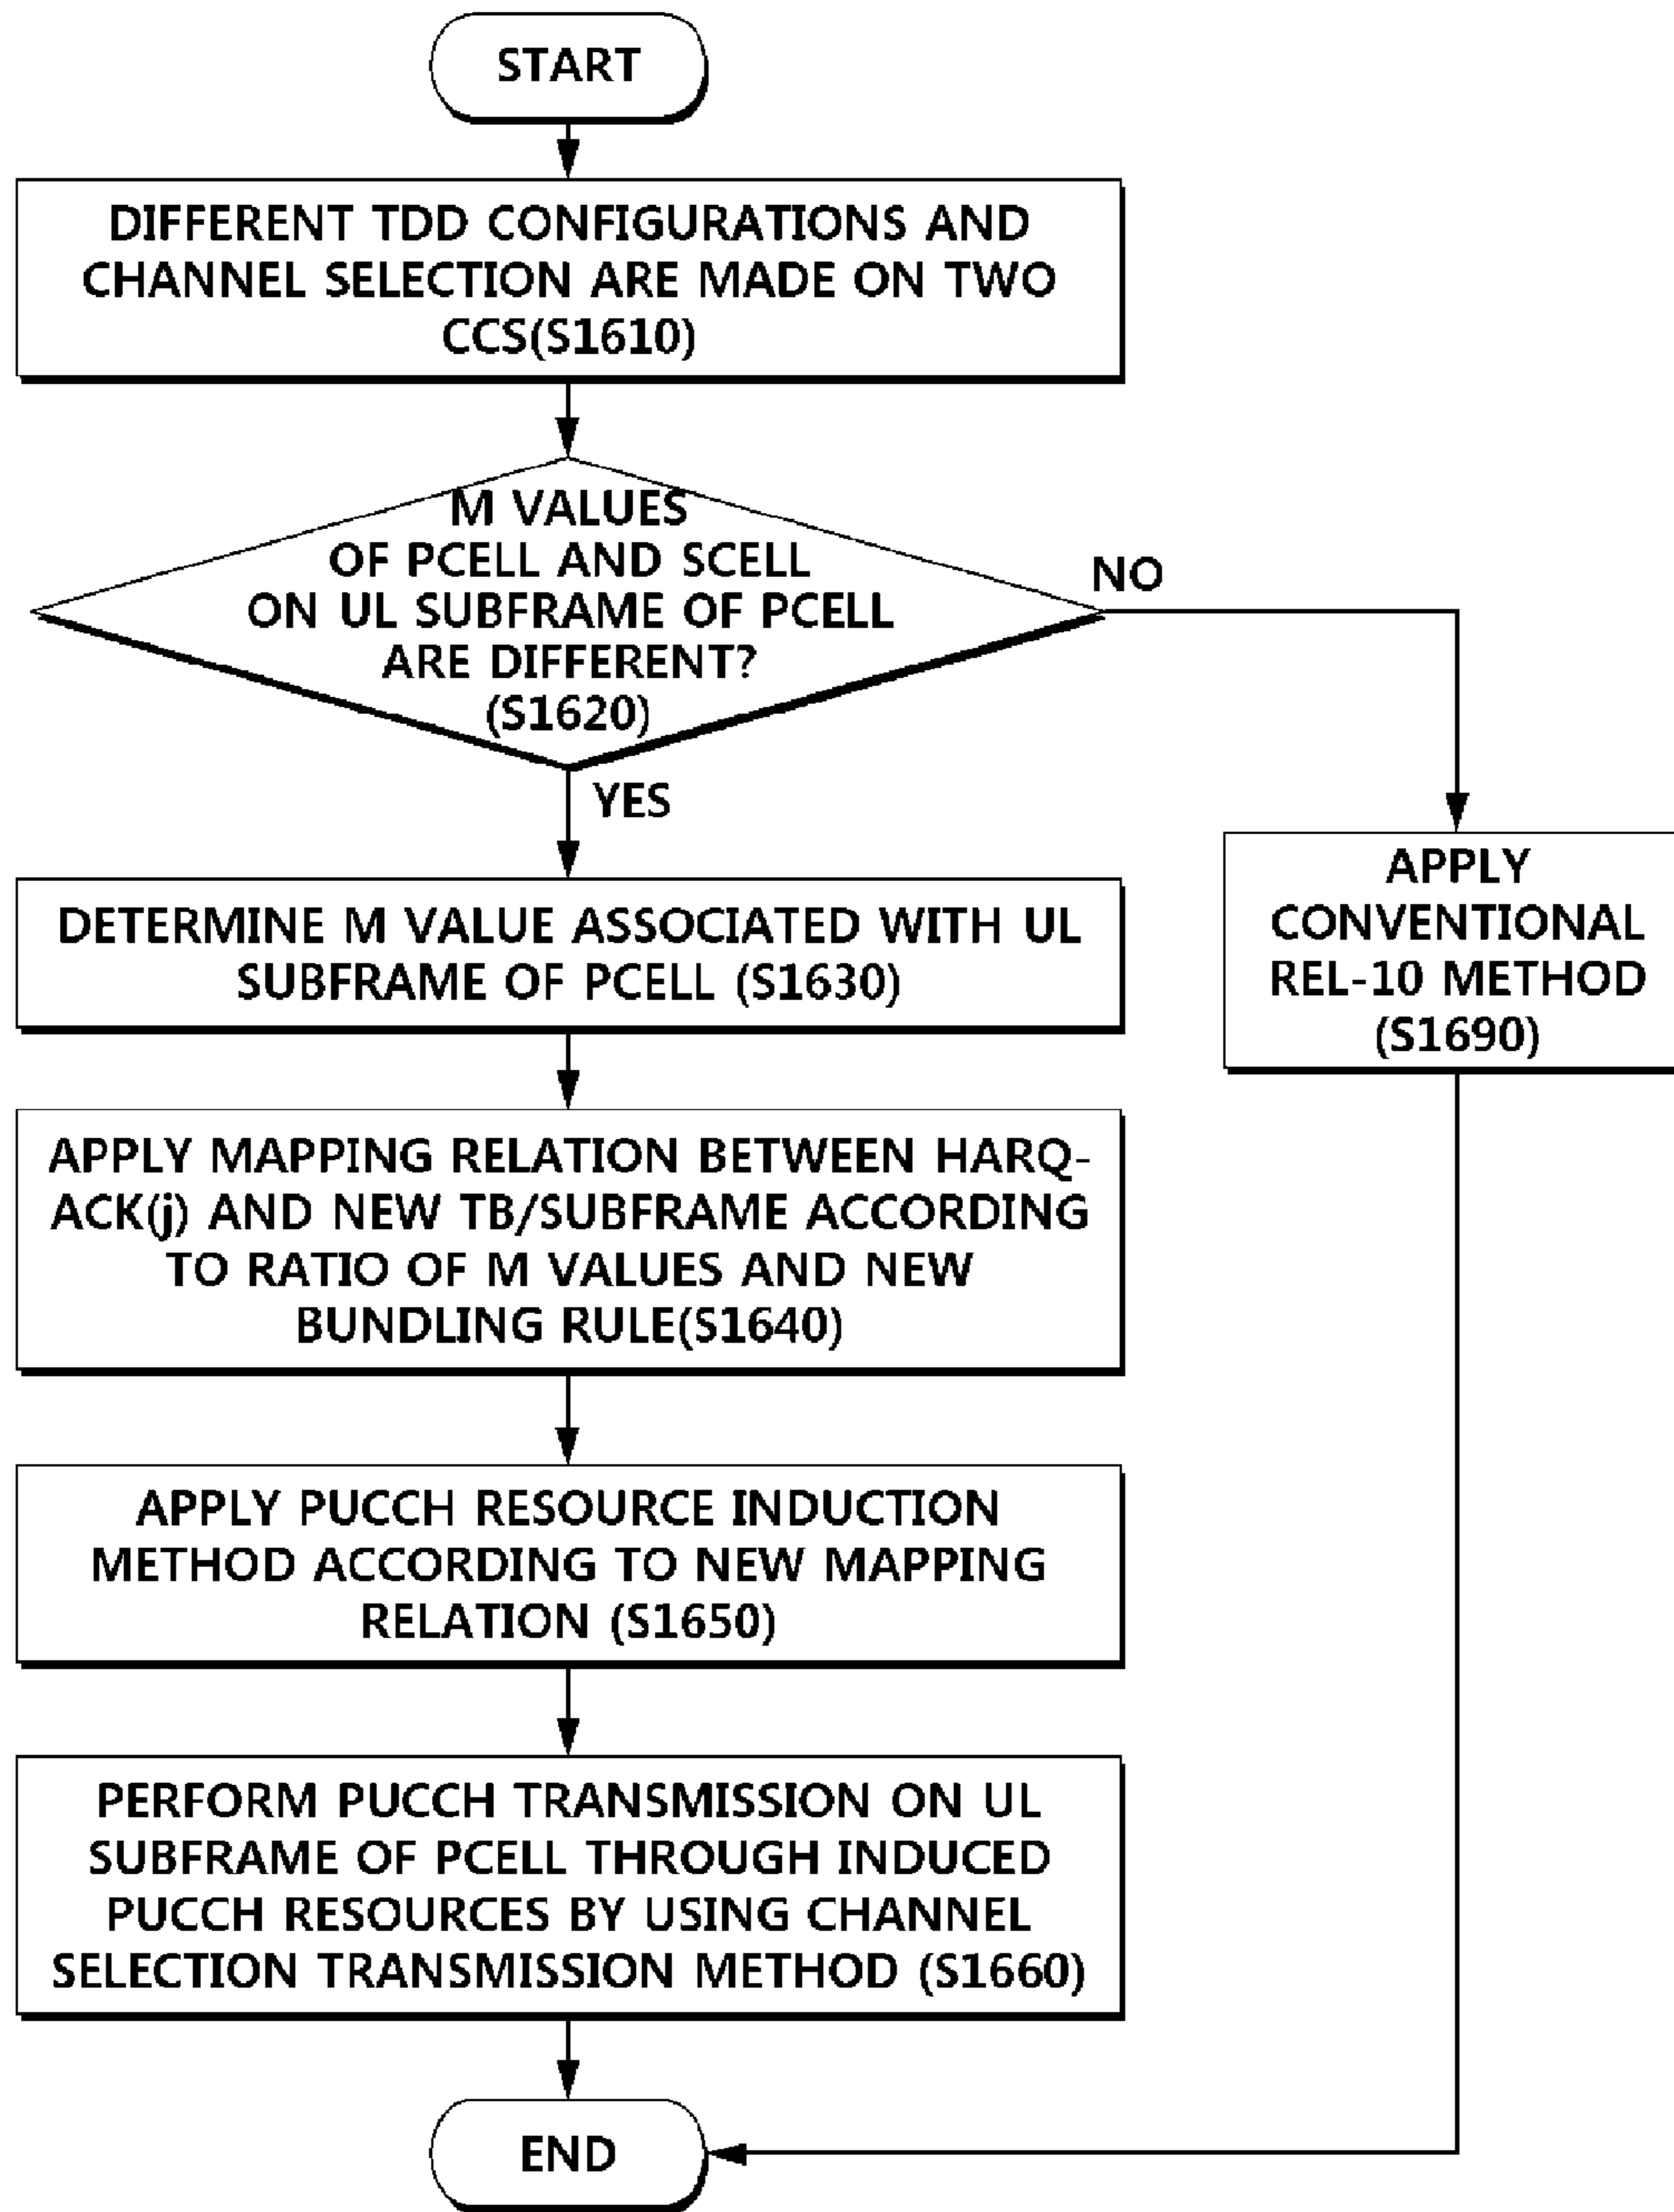 START
DIFFERENT TDD CONFIGURATIONS AND
CHANNEL SELECTION ARE MADE ON TWO
CCS(S1610)
M VALUES
OF PCELL AND SCELL
ON UL SUBFRAME OF PCELL
ARE DIFFERENT?
(S1620)
NO
YES
DETERMINE M VALUE ASSOCIATED WITH UL
SUBFRAME OF PCELL (S1630)
APPLY
CONVENTIONAL
REL-10 METHOD
(S1690)
APPLY MAPPING RELATION BETWEEN HARQ-
ACK(j) AND NEW TB/SUBFRAME ACCORDING
TO RATIO OF M VALUES AND NEW
BUNDLING RULE(S1640)
APPLY PUCCH RESOURCE INDUCTION
METHOD ACCORDING TO NEW MAPPING
RELATION (S1650)
PERFORM PUCCH TRANSMISSION ON UL
SUBFRAME OF PCELL THROUGH INDUCED
PUCCH RESOURCES BY USING CHANNEL
SELECTION TRANSMISSION METHOD (S1660)
END